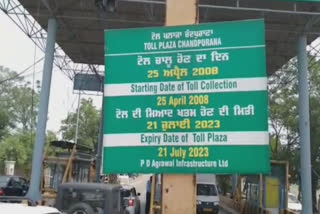 ਟੋਲ ਪਲਾਜ਼ਾ ਚੰਦਪੁਰਾਣਾ
TOLL PLAZA CHANDPURANA
ਟੋਲ ਚਾਲੂ ਹੋਣ ਦਾ ਦਿਨ
25 ਅਪ੍ਰੈਲ 2008
Starting Date of Toll Collection
25 April 2008
ਟੋਲ ਦੀ ਮਿਆਦ ਖਤਮ ਹੋਣ ਦੀ ਮਿਤੀ
21 ਜੁਲਾਈ 2023
Expiry Date of Toll Plaza
21 July 2023
P D Agrawal Infrastructure Ltd